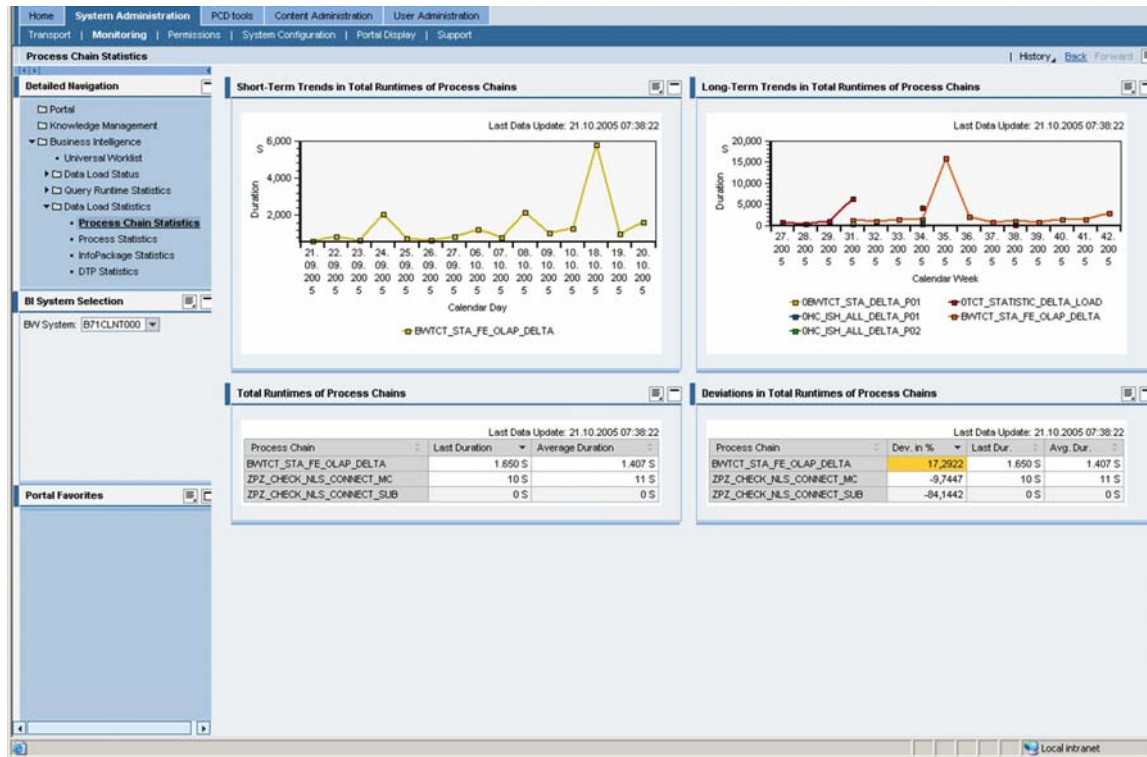 Home System Administration PCD tools Content Administration User Administration
Transport | Monitoring | Permissions | System Configuration | Portal Display | Support
Process Chain Statistics
| History Back Forward
Detailed Navigation
Portal
Knowledge Management
Business Intelligence
Universal Worklist
Data Load Status
Query Runtime Statistics
Data Load Statistics
Process Chain Statistics
Process Statistics
InfoPackage Statistics
DTP Statistics
BI System Selection
BW System: B71CLNT000
Portal Favorites
Short-Term Trends in Total Runtimes of Process Chains
Last Data Update: 21.10.2005 07:38:22
6,000
4,000
2,000
Duration S
21. 22. 23. 24. 25. 26. 27. 06. 07. 08. 09. 10. 18. 19. 20.
09. 09. 09. 09. 09. 09. 09. 10. 10. 10. 10. 10. 10. 10. 10.
200 200 200 200 200 200 200 200 200 200 200 200 200 200 200
5 5 5 5 5 5 5 5 5 5 5 5 5 5 5
Calendar Day
BWTCT_STA_FE_OLAP_DELTA
Long-Term Trends in Total Runtimes of Process Chains
Last Data Update: 21.10.2005 07:38:22
20,000
15,000
10,000
5,000
0
Duration S
27. 28. 29. 31. 32. 33. 34. 35. 36. 37. 38. 39. 40. 41. 42.
200 200 200 200 200 200 200 200 200 200 200 200 200 200 200
5 5 5 5 5 5 5 5 5 5 5 5 5 5 5
Calendar Week
0BWTCT_STA_DELTA_P01 0TCT_STATISTIC_DELTA_LOAD
0HC_ISH_ALL_DELTA_P01 BWTCT_STA_FE_OLAP_DELTA
0HC_ISH_ALL_DELTA_P02
Total Runtimes of Process Chains
Last Data Update: 21.10.2005 07:38:22
Process Chain Last Duration Average Duration
BWTCT_STA_FE_OLAP_DELTA 1.650 S 1.407 S
ZPZ_CHECK_NLS_CONNECT_MC 10 S 11 S
ZPZ_CHECK_NLS_CONNECT_SUB 0 S 0 S
Deviations in Total Runtimes of Process Chains
Last Data Update: 21.10.2005 07:38:22
Process Chain Dev. in % Last Dur. Avg. Dur.
BWTCT_STA_FE_OLAP_DELTA 17,2922 1.650 S 1.407 S
ZPZ_CHECK_NLS_CONNECT_MC -9,7447 10 S 11 S
ZPZ_CHECK_NLS_CONNECT_SUB -84,1442 0 S 0 S
Local intranet